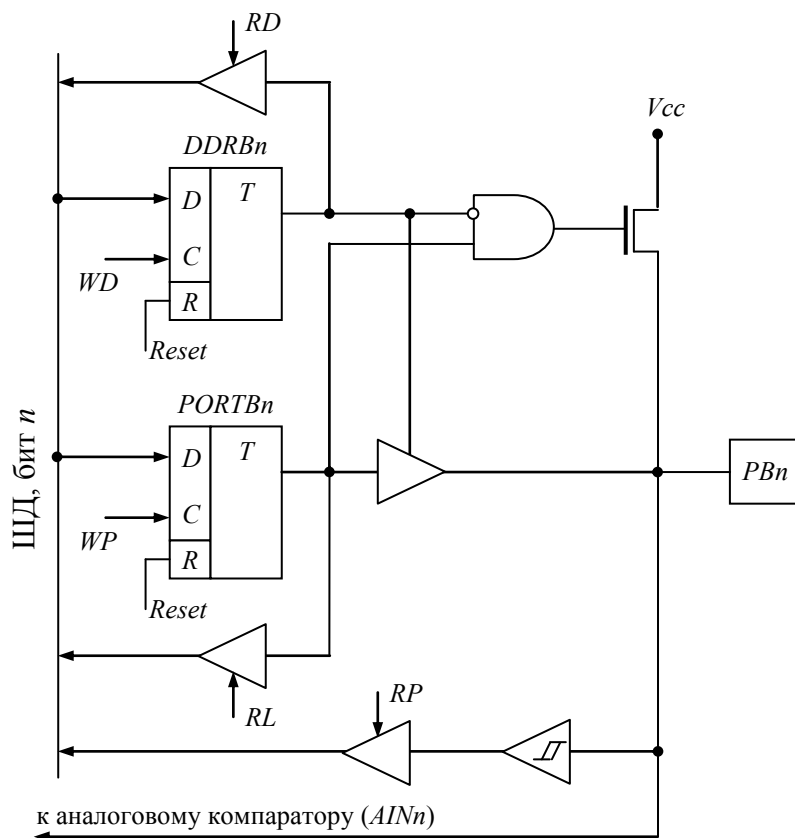 RD
Vcc
DDRBn
D
T
C
WD
R
Reset
ШД, бит n
PORTBn
D
T
C
WP
R
Reset
PBn
RL
RP
к аналоговому компаратору (AINn)